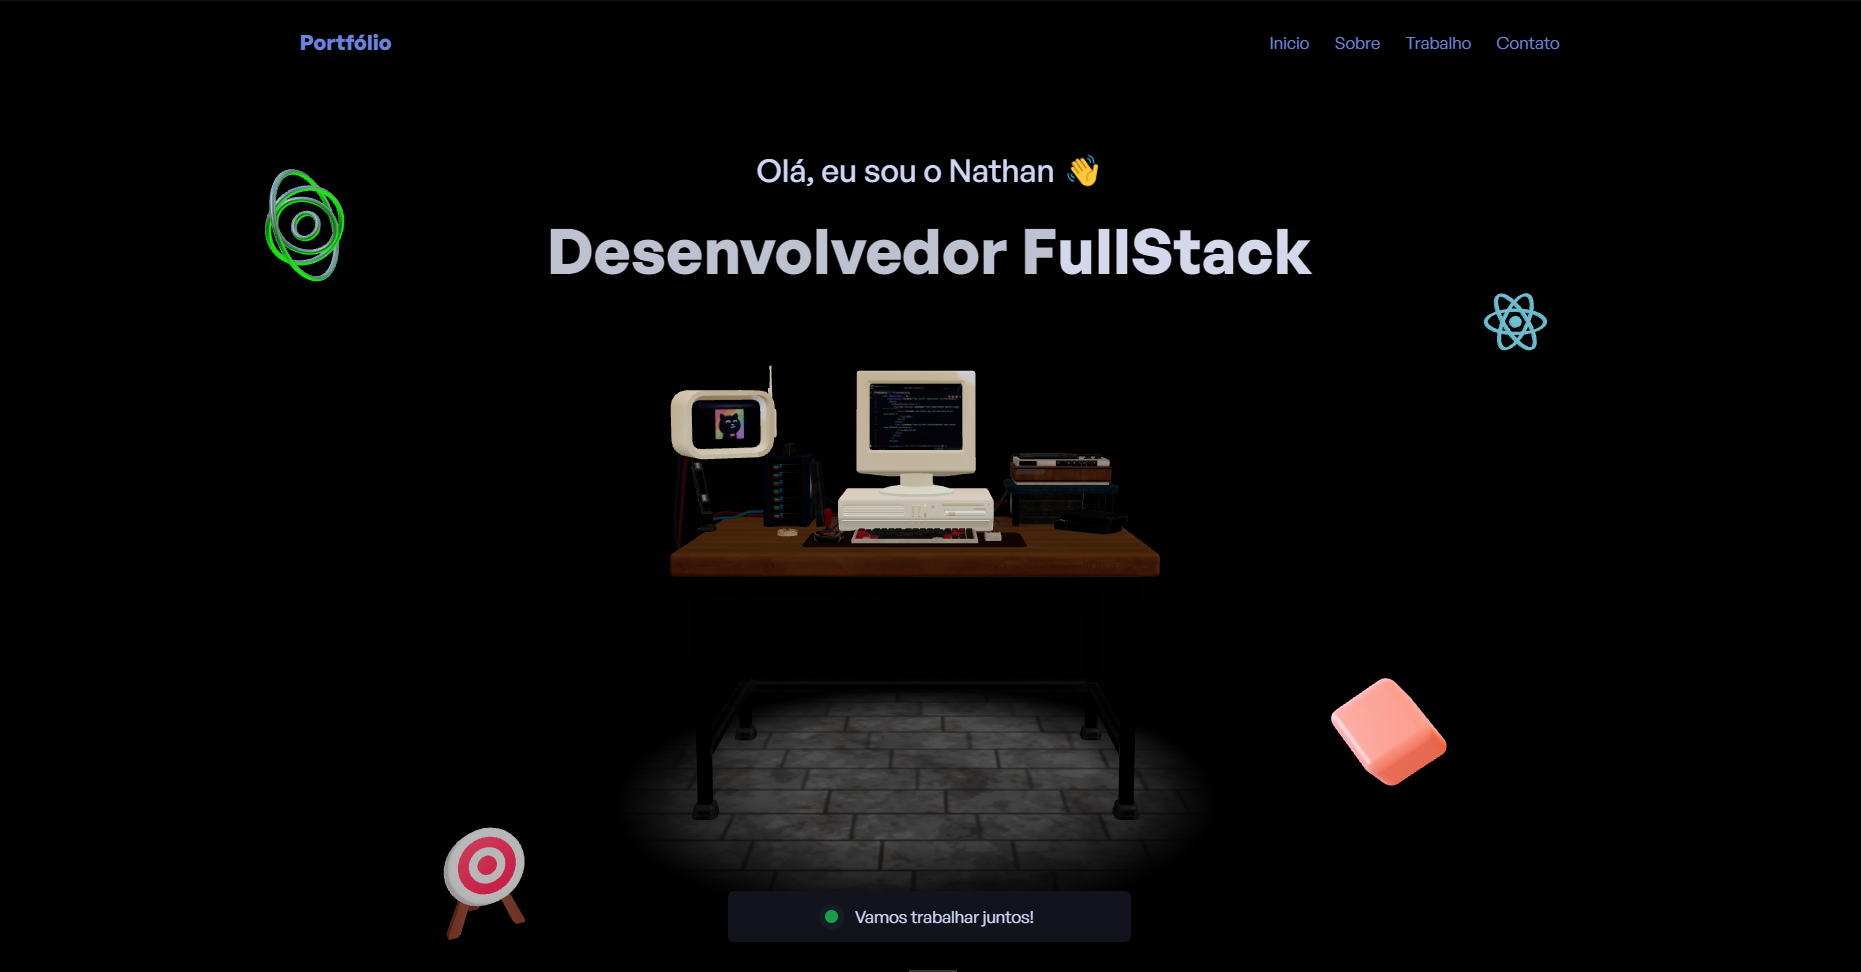 Portfólio
Inicio Sobre Trabalho Contato
Olá, eu sou o Nathan 👋
Desenvolvedor FullStack
Vamos trabalhar juntos!